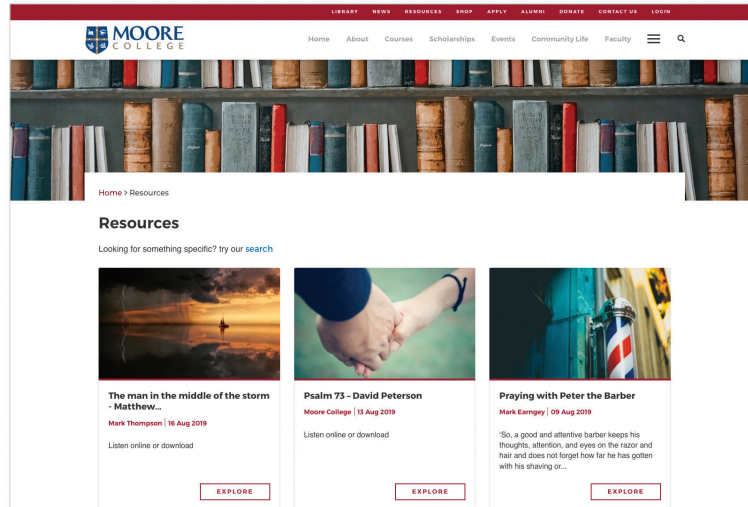 LIBRARY NEWS RESOURCES SHOP APPLY ALUMNI DONATE CONTACT US LOGIN
MOORE
COLLEGE
Home About Courses Scholarships Events Community Life Faculty
Home > Resources
Resources
Looking for something specific? try our search
The man in the middle of the storm
- Matthew...
Mark Thompson | 16 Aug 2019
Listen online or download
EXPLORE
Psalm 73 – David Peterson
Moore College | 13 Aug 2019
Listen online or download
EXPLORE
Praying with Peter the Barber
Mark Earngey | 09 Aug 2019
'So, a good and attentive barber keeps his
thoughts, attention, and eyes on the razor and
hair and does not forget how far he has gotten
with his shaving or...
EXPLORE